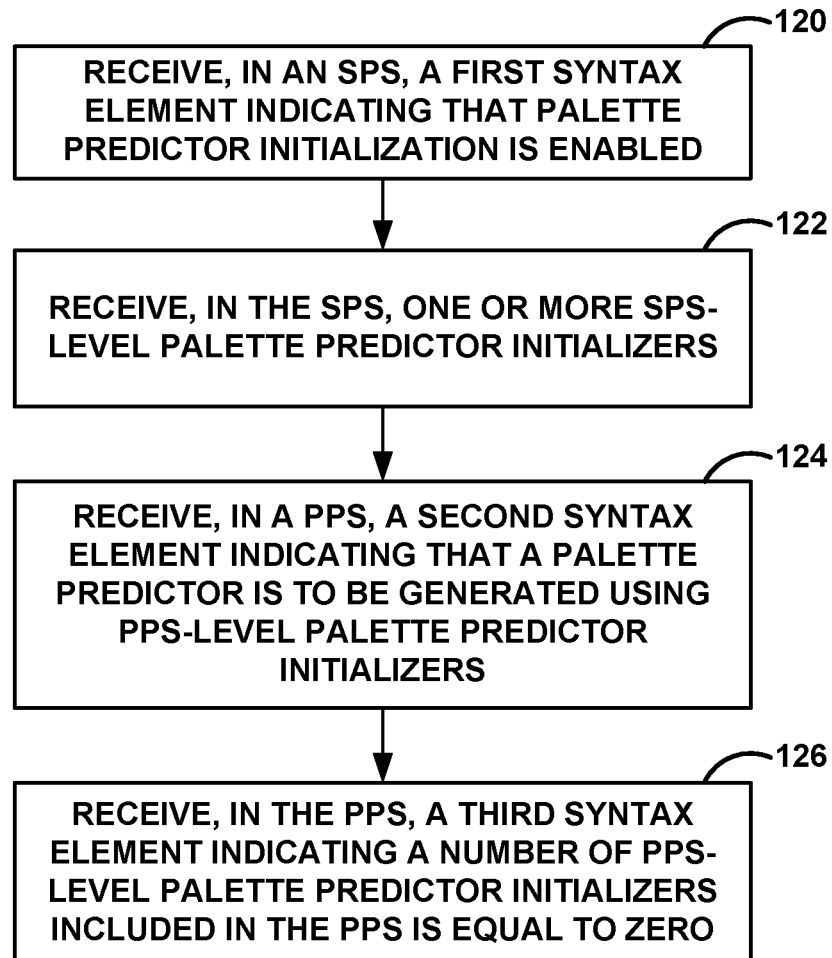 120
RECEIVE, IN AN SPS, A FIRST SYNTAX
ELEMENT INDICATING THAT PALETTE
PREDICTOR INITIALIZATION IS ENABLED
122
RECEIVE, IN THE SPS, ONE OR MORE SPS-
LEVEL PALETTE PREDICTOR INITIALIZERS
124
RECEIVE, IN A PPS, A SECOND SYNTAX
ELEMENT INDICATING THAT A PALETTE
PREDICTOR IS TO BE GENERATED USING
PPS-LEVEL PALETTE PREDICTOR
INITIALIZERS
126
RECEIVE, IN THE PPS, A THIRD SYNTAX
ELEMENT INDICATING A NUMBER OF PPS-
LEVEL PALETTE PREDICTOR INITIALIZERS
INCLUDED IN THE PPS IS EQUAL TO ZERO